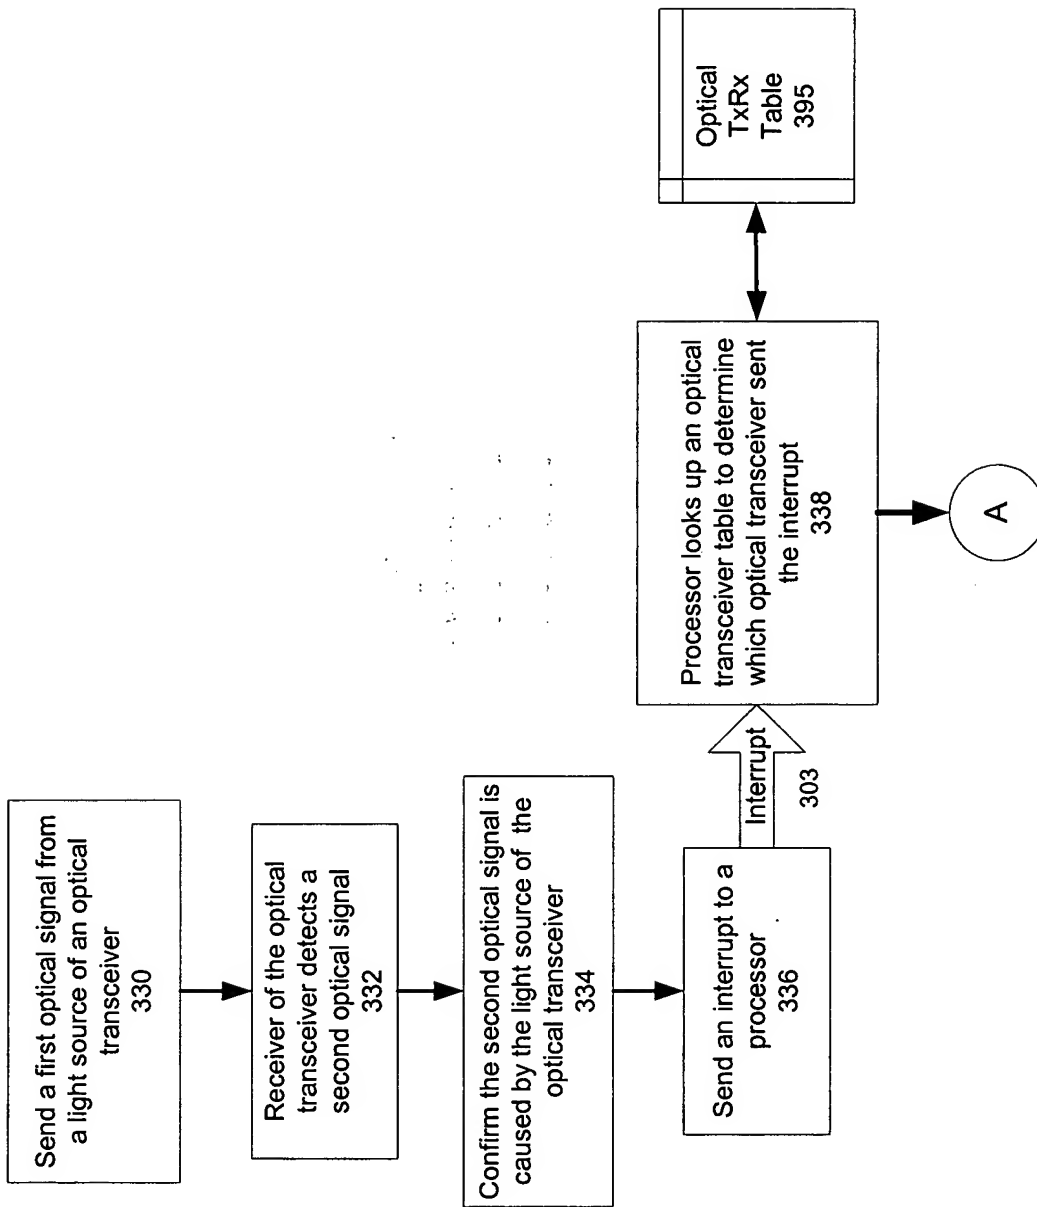 Send a first optical signal from
a light source of an optical
transceiver
330
Receiver of the optical
transceiver detects a
second optical signal
332
Confirm the second optical signal is
caused by the light source of the
optical transceiver
334
Send an interrupt to a
processor
336
Interrupt
303
Processor looks up an optical
transceiver table to determine
which optical transceiver sent
the interrupt
338
Optical
TxRx
Table
395
A